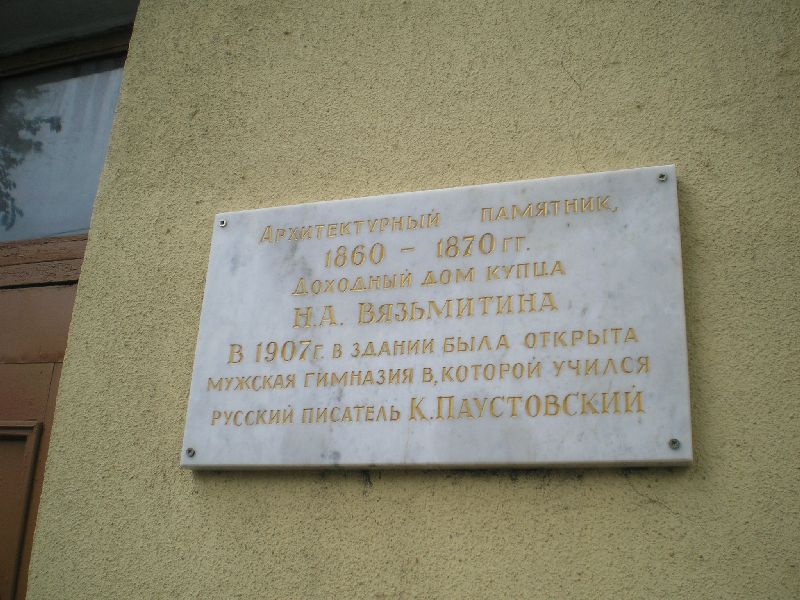 Архитектурный памятник,
1860 – 1870 гг.
Доходный дом купца
Н.А. Вязьмитина
В 1907г. в здании была открыта
мужская гимназия в,которой учился
русский писатель К.Паустовский